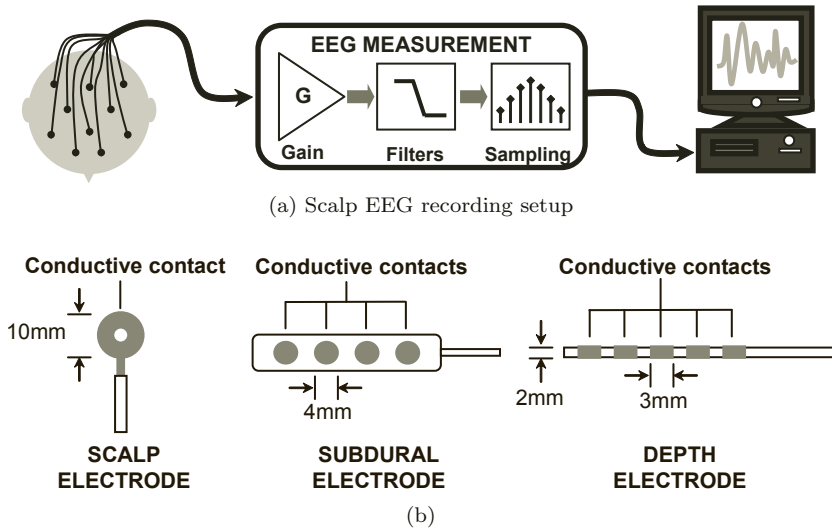 EEG MEASUREMENT
G
Gain
Filters
Sampling
(a) Scalp EEG recording setup
Conductive contact
Conductive contacts
Conductive contacts
10mm
4mm
2mm
3mm
SCALP
ELECTRODE
SUBDURAL
ELECTRODE
DEPTH
ELECTRODE
(b)